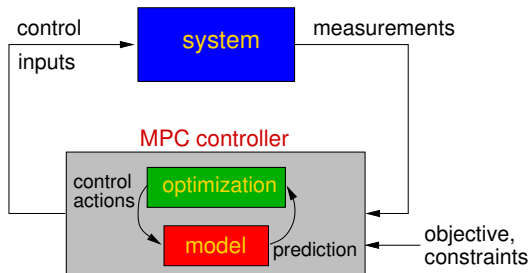 control
inputs
system
measurements
MPC controller
control
actions
optimization
model
prediction
objective,
constraints